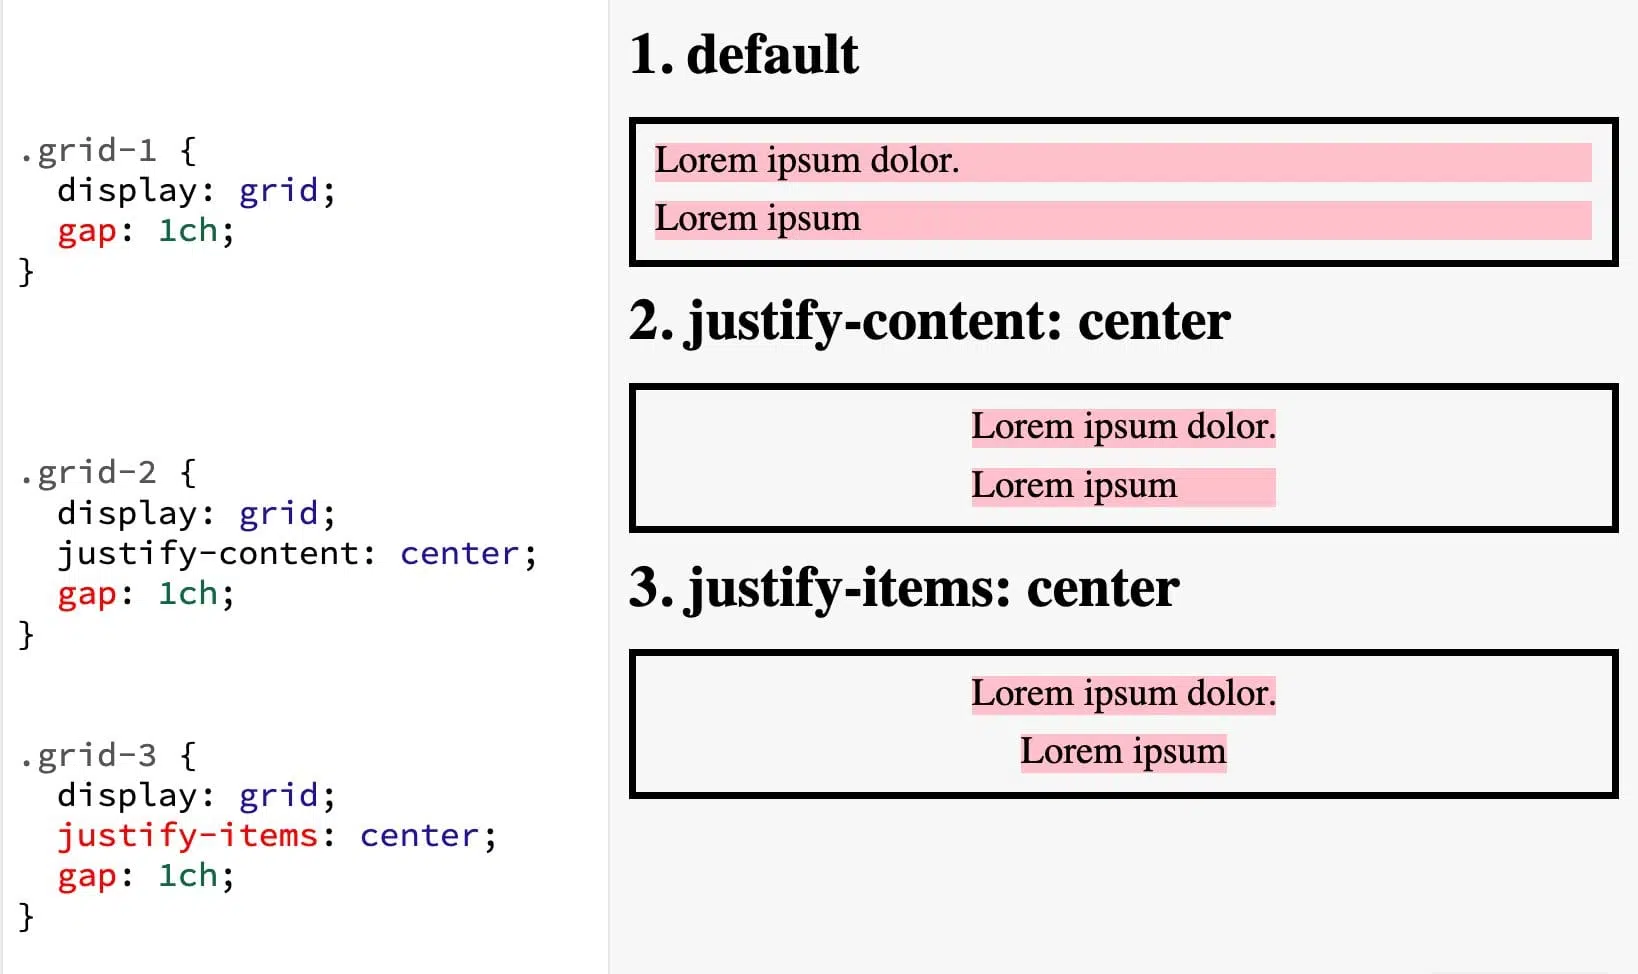 .grid-1 {
  display: grid;
  gap: 1ch;
}
.grid-2 {
  display: grid;
  justify-content: center;
  gap: 1ch;
}
.grid-3 {
  display: grid;
  justify-items: center;
  gap: 1ch;
}
1. default
Lorem ipsum dolor.
Lorem ipsum
2. justify-content: center
Lorem ipsum dolor.
Lorem ipsum
3. justify-items: center
Lorem ipsum dolor.
Lorem ipsum